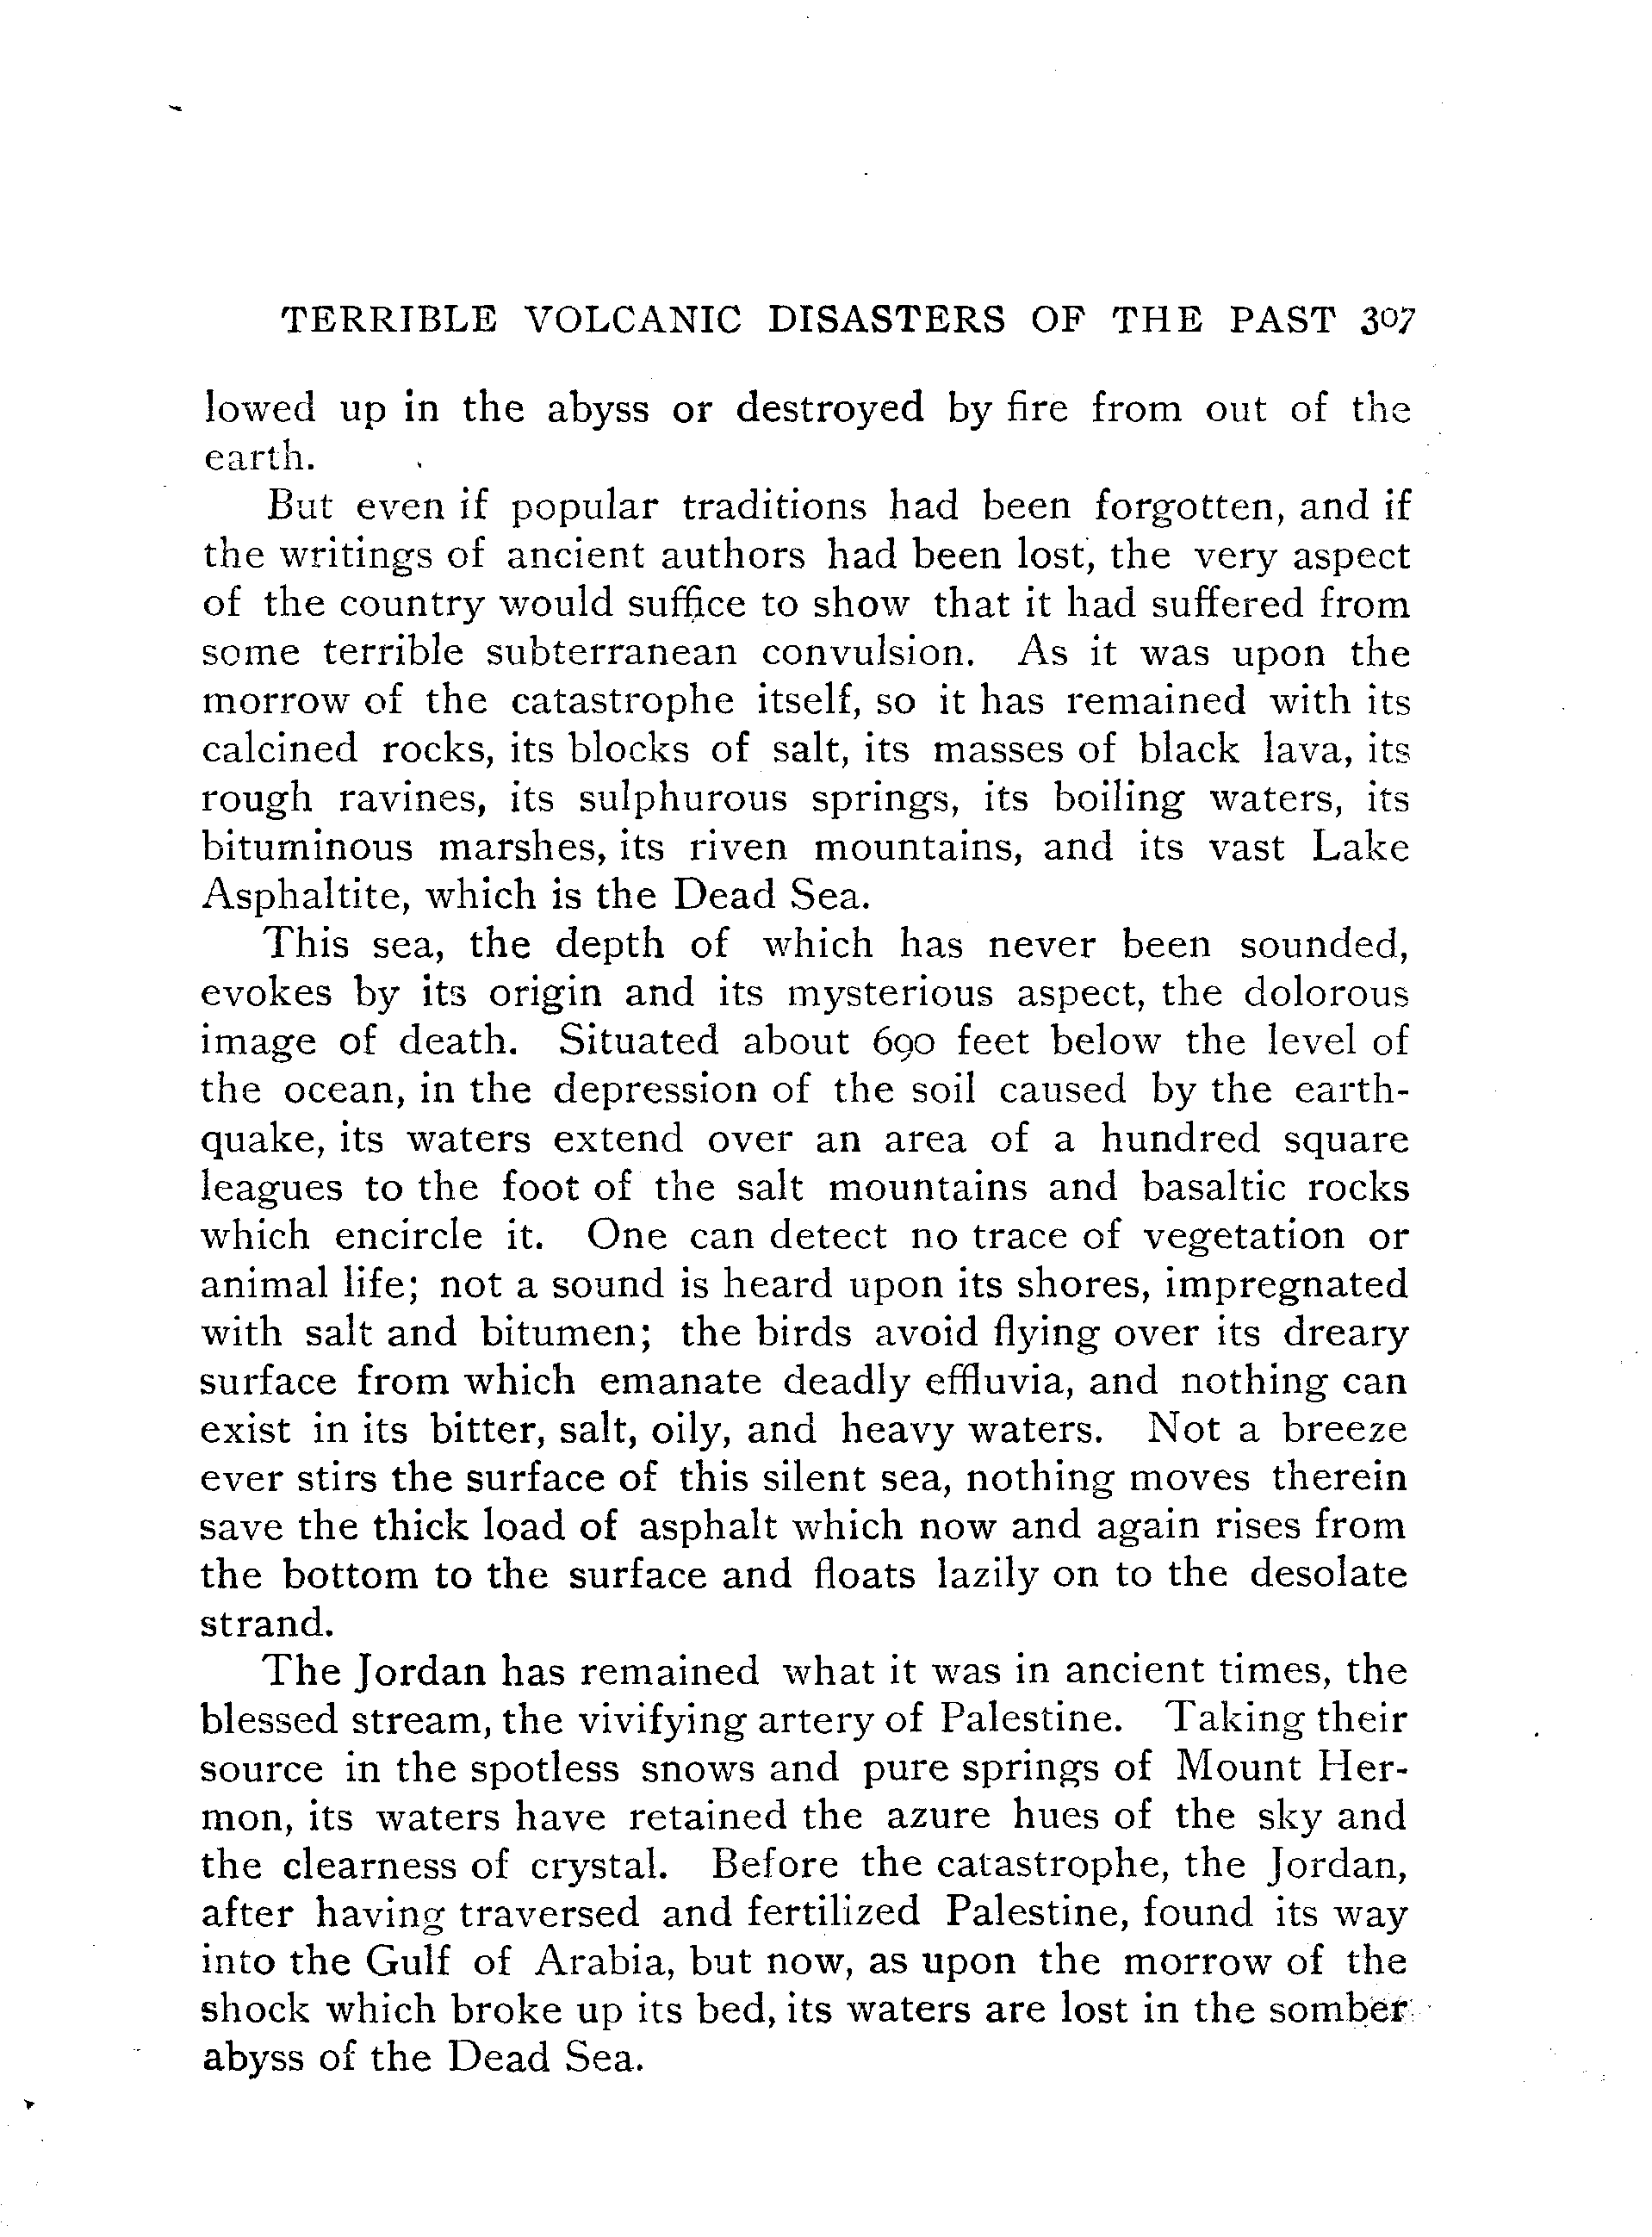 TERRIBLE VOLCANIC DISASTERS OF THE PAST 307
lowed up in the abyss or destroyed by fire from out of the
earth.
But even if popular traditions had been forgotten, and if
the writings of ancient authors had been lost, the very aspect
of the country would suffice to show that it had suffered from
some terrible subterranean convulsion. As it was upon the
morrow of the catastrophe itself, so it has remained with its
calcined rocks, its blocks of salt, its masses of black lava, its
rough ravines, its sulphurous springs, its boiling waters, its
bituminous marshes, its riven mountains, and its vast Lake
Asphaltite, which is the Dead Sea.
This sea, the depth of which has never been sounded,
evokes by its origin and its mysterious aspect, the dolorous
image of death. Situated about 690 feet below the level of
the ocean, in the depression of the soil caused by the earth-
quake, its waters extend over an area of a hundred square
leagues to the foot of the salt mountains and basaltic rocks
which encircle it. One can detect no trace of vegetation or
animal life; not a sound is heard upon its shores, impregnated
with salt and bitumen; the birds avoid flying over its dreary
surface from which emanate deadly effluvia, and nothing can
exist in its bitter, salt, oily, and heavy waters. Not a breeze
ever stirs the surface of this silent sea, nothing moves therein
save the thick load of asphalt which now and again rises from
the bottom to the surface and floats lazily on to the desolate
strand.
The Jordan has remained what it was in ancient times, the
blessed stream, the vivifying artery of Palestine. Taking their
source in the spotless snows and pure springs of Mount Her-
mon, its waters have retained the azure hues of the sky and
the clearness of crystal. Before the catastrophe, the Jordan,
after having traversed and fertilized Palestine, found its way
into the Gulf of Arabia, but now, as upon the morrow of the
shock which broke up its bed, its waters are lost in the somber
abyss of the Dead Sea.